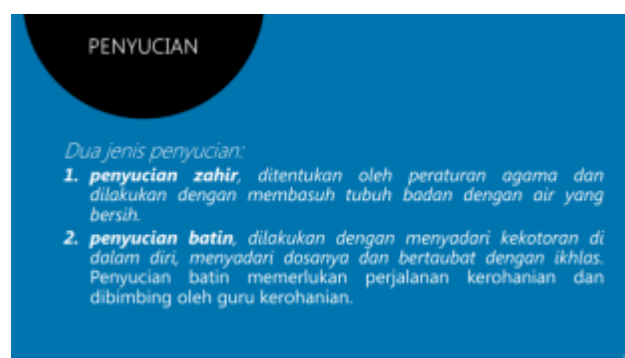 PENYUCIAN
Dua jenis penyucian:
1. penyucian zahir, ditentukan oleh peraturan agama dan
dilakukan dengan membasuh tubuh badan dengan air yang
bersih.
2. penyucian batin, dilakukan dengan menyadari kekotoran di
dalam diri, menyadari dosanya dan bertaubat dengan ikhlas.
Penyucian batin memerlukan perjalanan kerohanian dan
dibimbing oleh guru kerohanian.